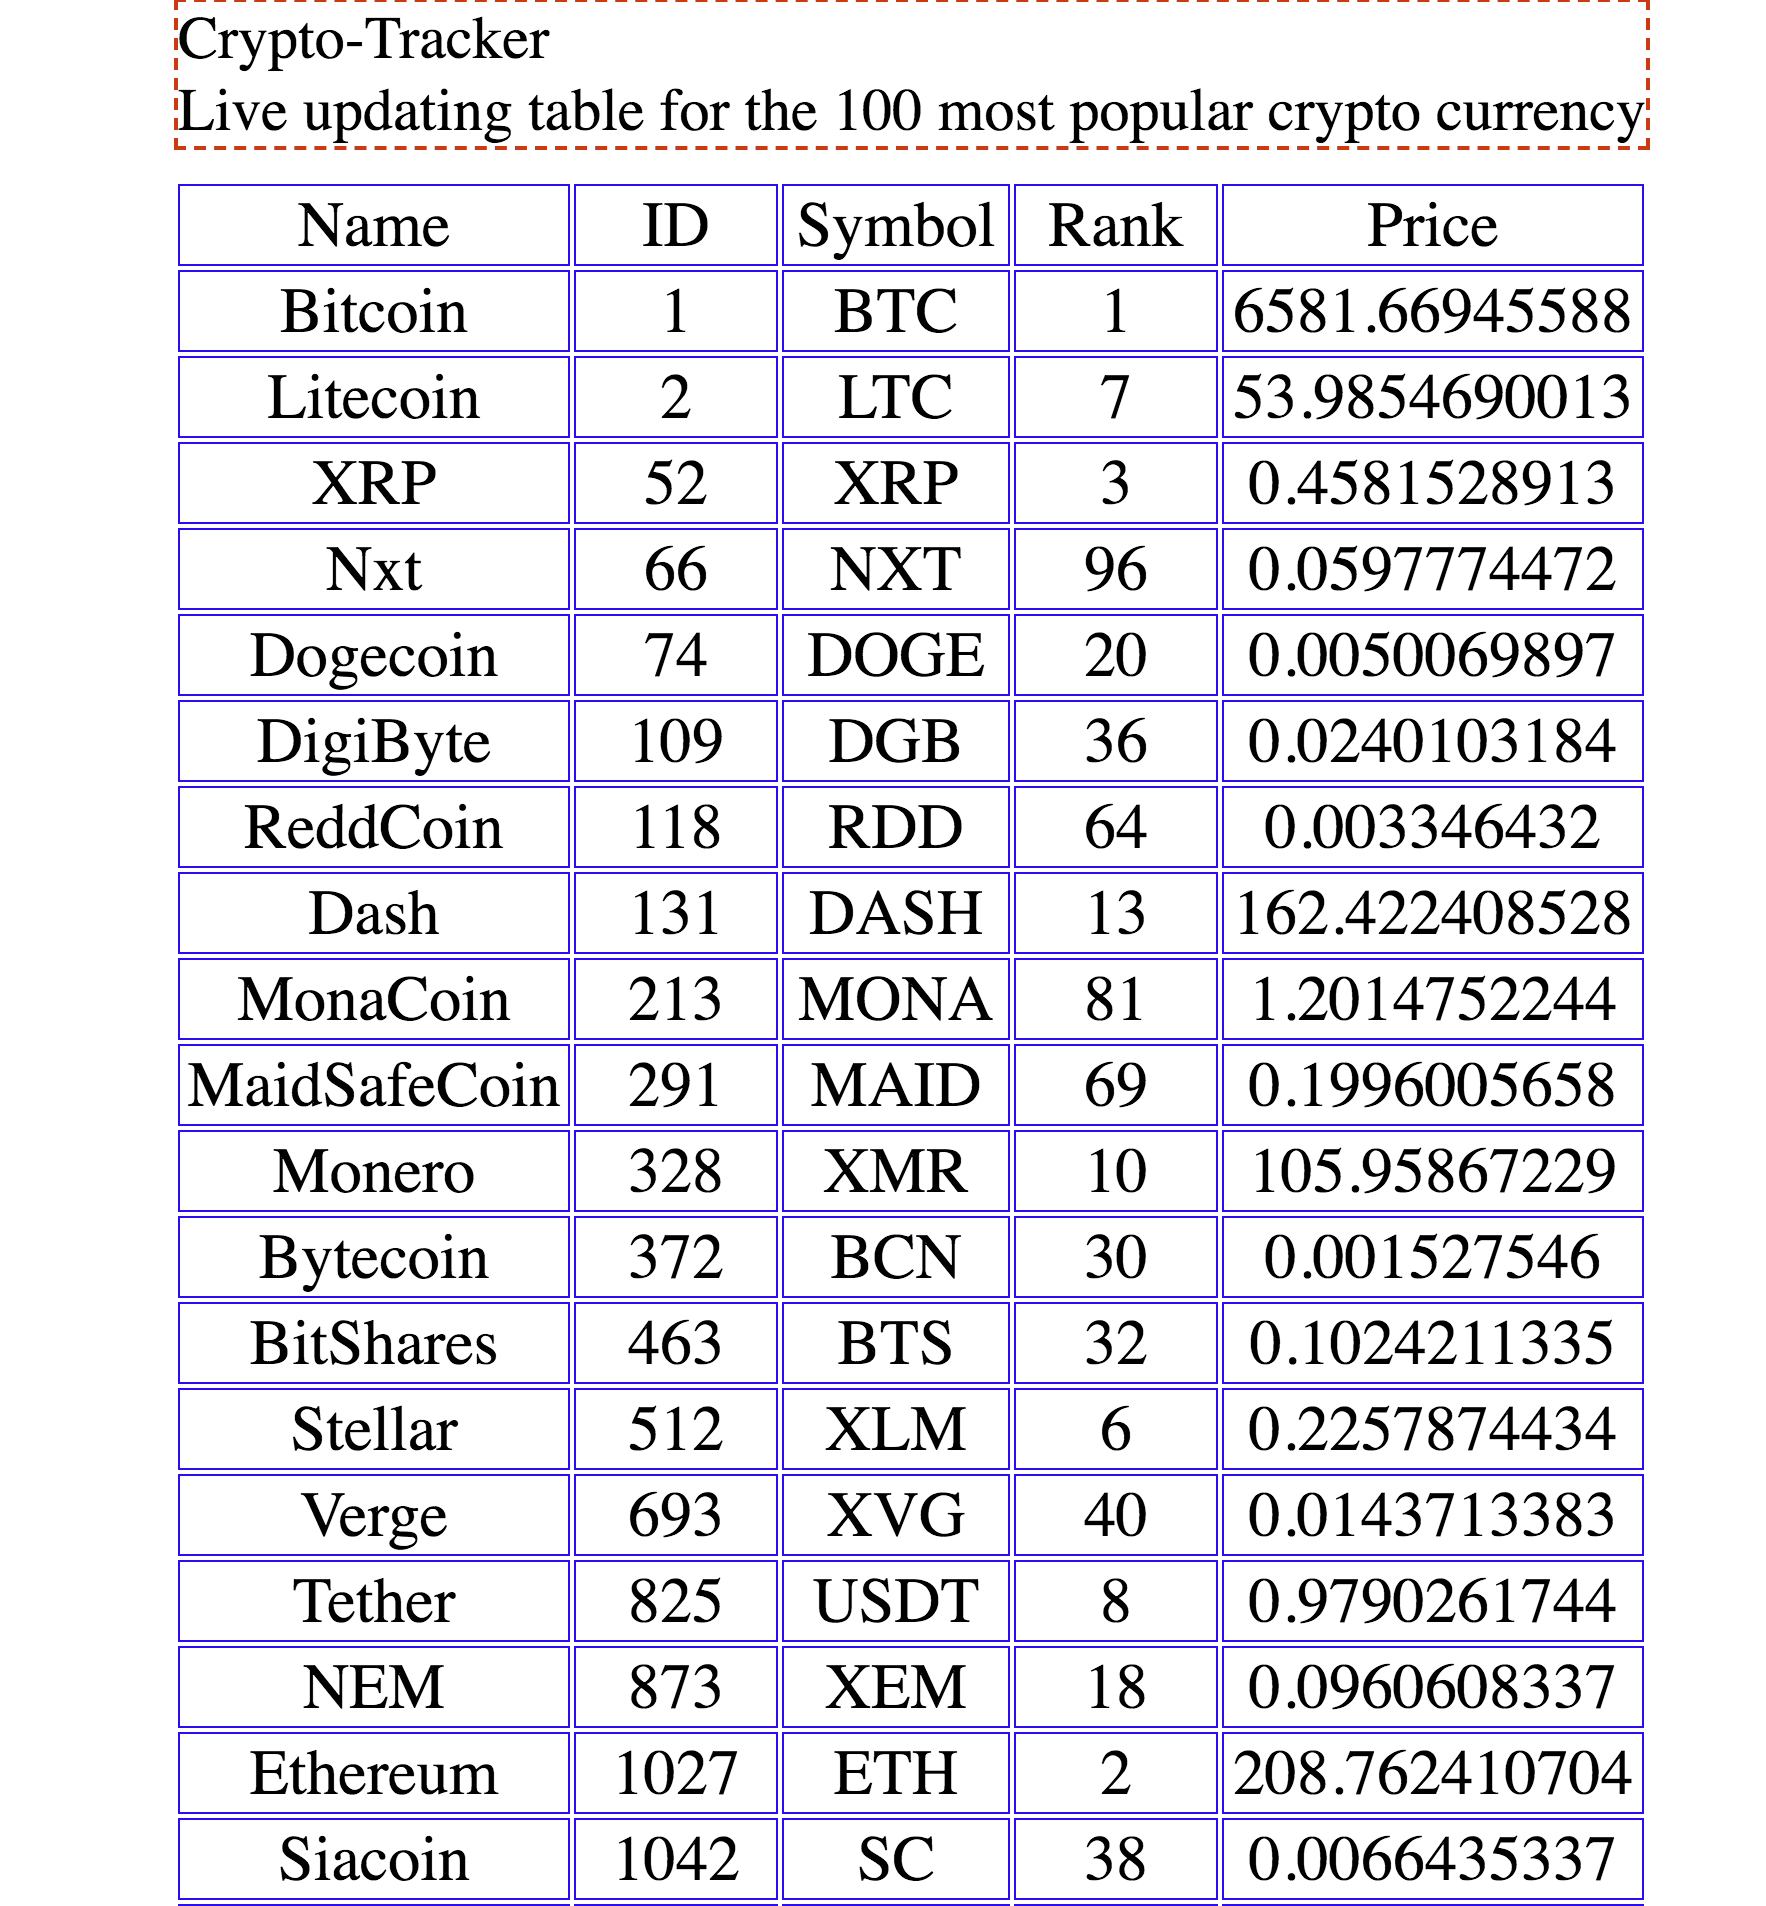 Crypto-Tracker
Live updating table for the 100 most popular crypto currency
Name ID Symbol Rank Price
Bitcoin 1 BTC 1 6581.66945588
Litecoin 2 LTC 7 53.9854690013
XRP 52 XRP 3 0.4581528913
Nxt 66 NXT 96 0.0597774472
Dogecoin 74 DOGE 20 0.0050069897
DigiByte 109 DGB 36 0.0240103184
ReddCoin 118 RDD 64 0.003346432
Dash 131 DASH 13 162.422408528
MonaCoin 213 MONA 81 1.2014752244
MaidSafeCoin 291 MAID 69 0.1996005658
Monero 328 XMR 10 105.95867229
Bytecoin 372 BCN 30 0.001527546
BitShares 463 BTS 32 0.1024211335
Stellar 512 XLM 6 0.2257874434
Verge 693 XVG 40 0.0143713383
Tether 825 USDT 8 0.9790261744
NEM 873 XEM 18 0.0960608337
Ethereum 1027 ETH 2 208.762410704
Siacoin 1042 SC 38 0.0066435337